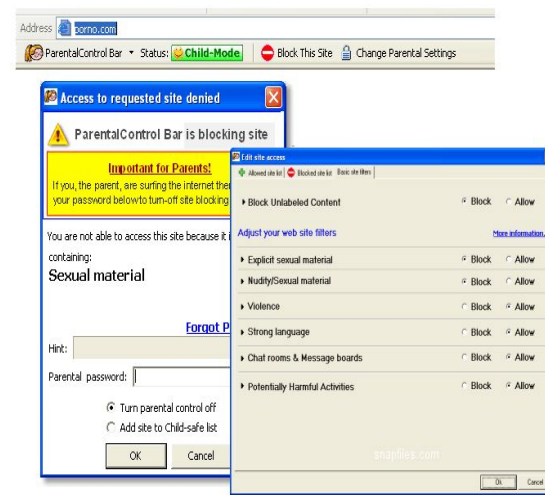 Address porno.com
ParentalControl Bar Status: Child-Mode Block This Site Change Parental Settings
Access to requested site denied
ParentalControl Bar is blocking site
Important for Parents!
If you, the parent, are surfing the internet the
your password belowto turn-off site blocking
You are not able to access this site because it i
containing:
Sexual material
Forgot P
Hint:
Parental password:
Turn parental control off
Add site to Child-safe list
OK Cancel
Edit site access
Allowed site list Blocked site list Basic site filters
Block Unlabeled Content Block Allow
Adjust your web site filters More information.
Explicit sexual material Block Allow
Nudity/Sexual material Block Allow
Violence Block Allow
Strong language Block Allow
Chat rooms & Message boards Block Allow
Potentially Harmful Activities Block Allow
snapfiles.com
Ok Cancel